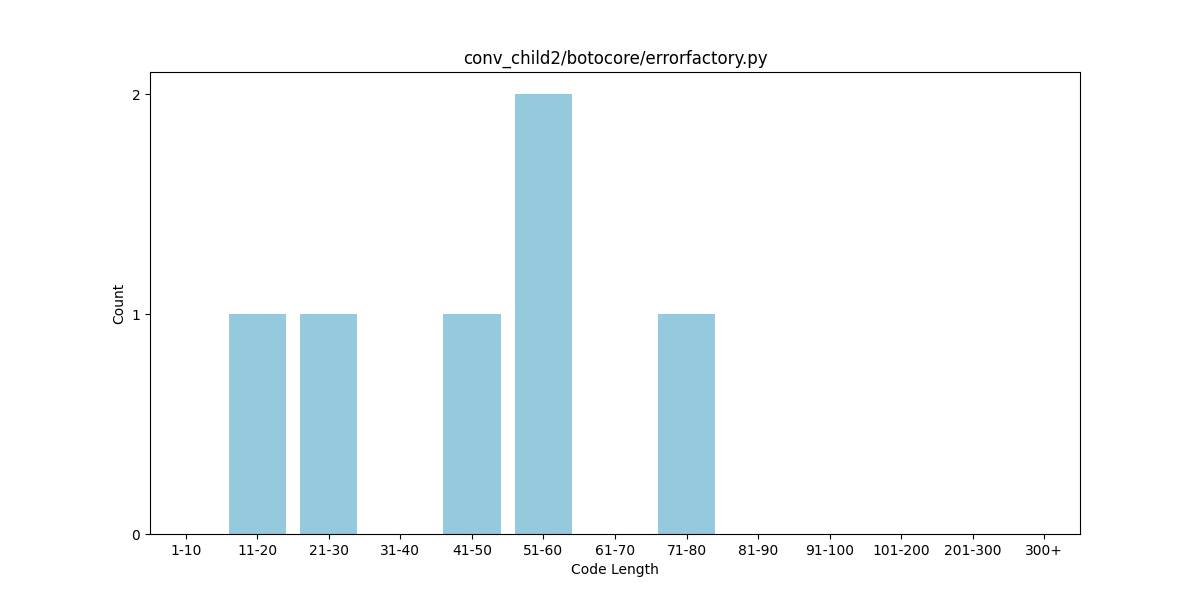 conv_child2/botocore/errorfactory.py
2
1
0
Count
1-10 11-20 21-30 31-40 41-50 51-60 61-70 71-80 81-90 91-100 101-200 201-300 300+
Code Length